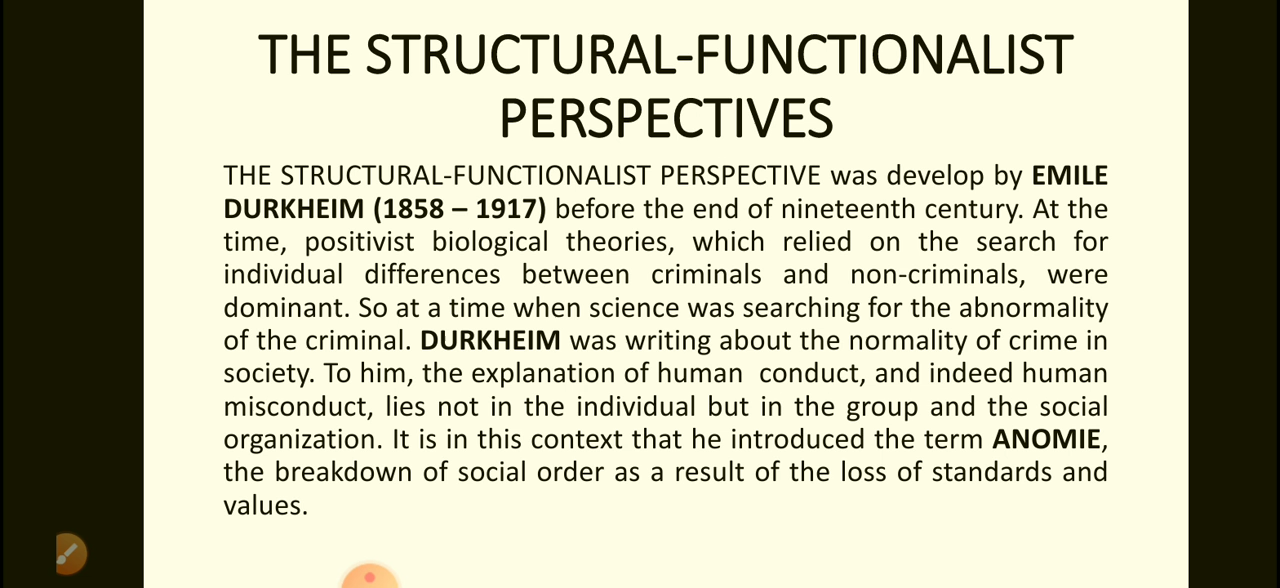 THE STRUCTURAL-FUNCTIONALIST
PERSPECTIVES
THE STRUCTURAL-FUNCTIONALIST PERSPECTIVE was develop by EMILE
DURKHEIM (1858 – 1917) before the end of nineteenth century. At the
time, positivist biological theories, which relied on the search for
individual differences between criminals and non-criminals, were
dominant. So at a time when science was searching for the abnormality
of the criminal. DURKHEIM was writing about the normality of crime in
society. To him, the explanation of human conduct, and indeed human
misconduct, lies not in the individual but in the group and the social
organization. It is in this context that he introduced the term ANOMIE,
the breakdown of social order as a result of the loss of standards and
values.